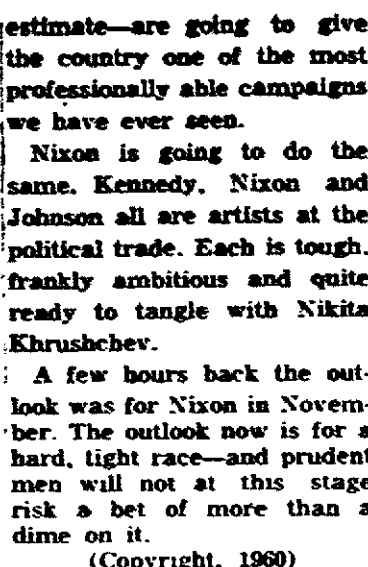 estimate—are going to give
the country one of the most
professionally able campaigns
we have ever seen.
Nixon is going to do the
same. Kennedy, Nixon and
Johnson all are artists at the
political trade. Each is tough,
frankly ambitious and quite
ready to tangle with Nikita
Khrushchev.
A few hours back the out-
look was for Nixon in Novem-
ber. The outlook now is for a
hard, tight race—and prudent
men will not at this stage
risk a bet of more than a
dime on it.
(Copyright, 1960)